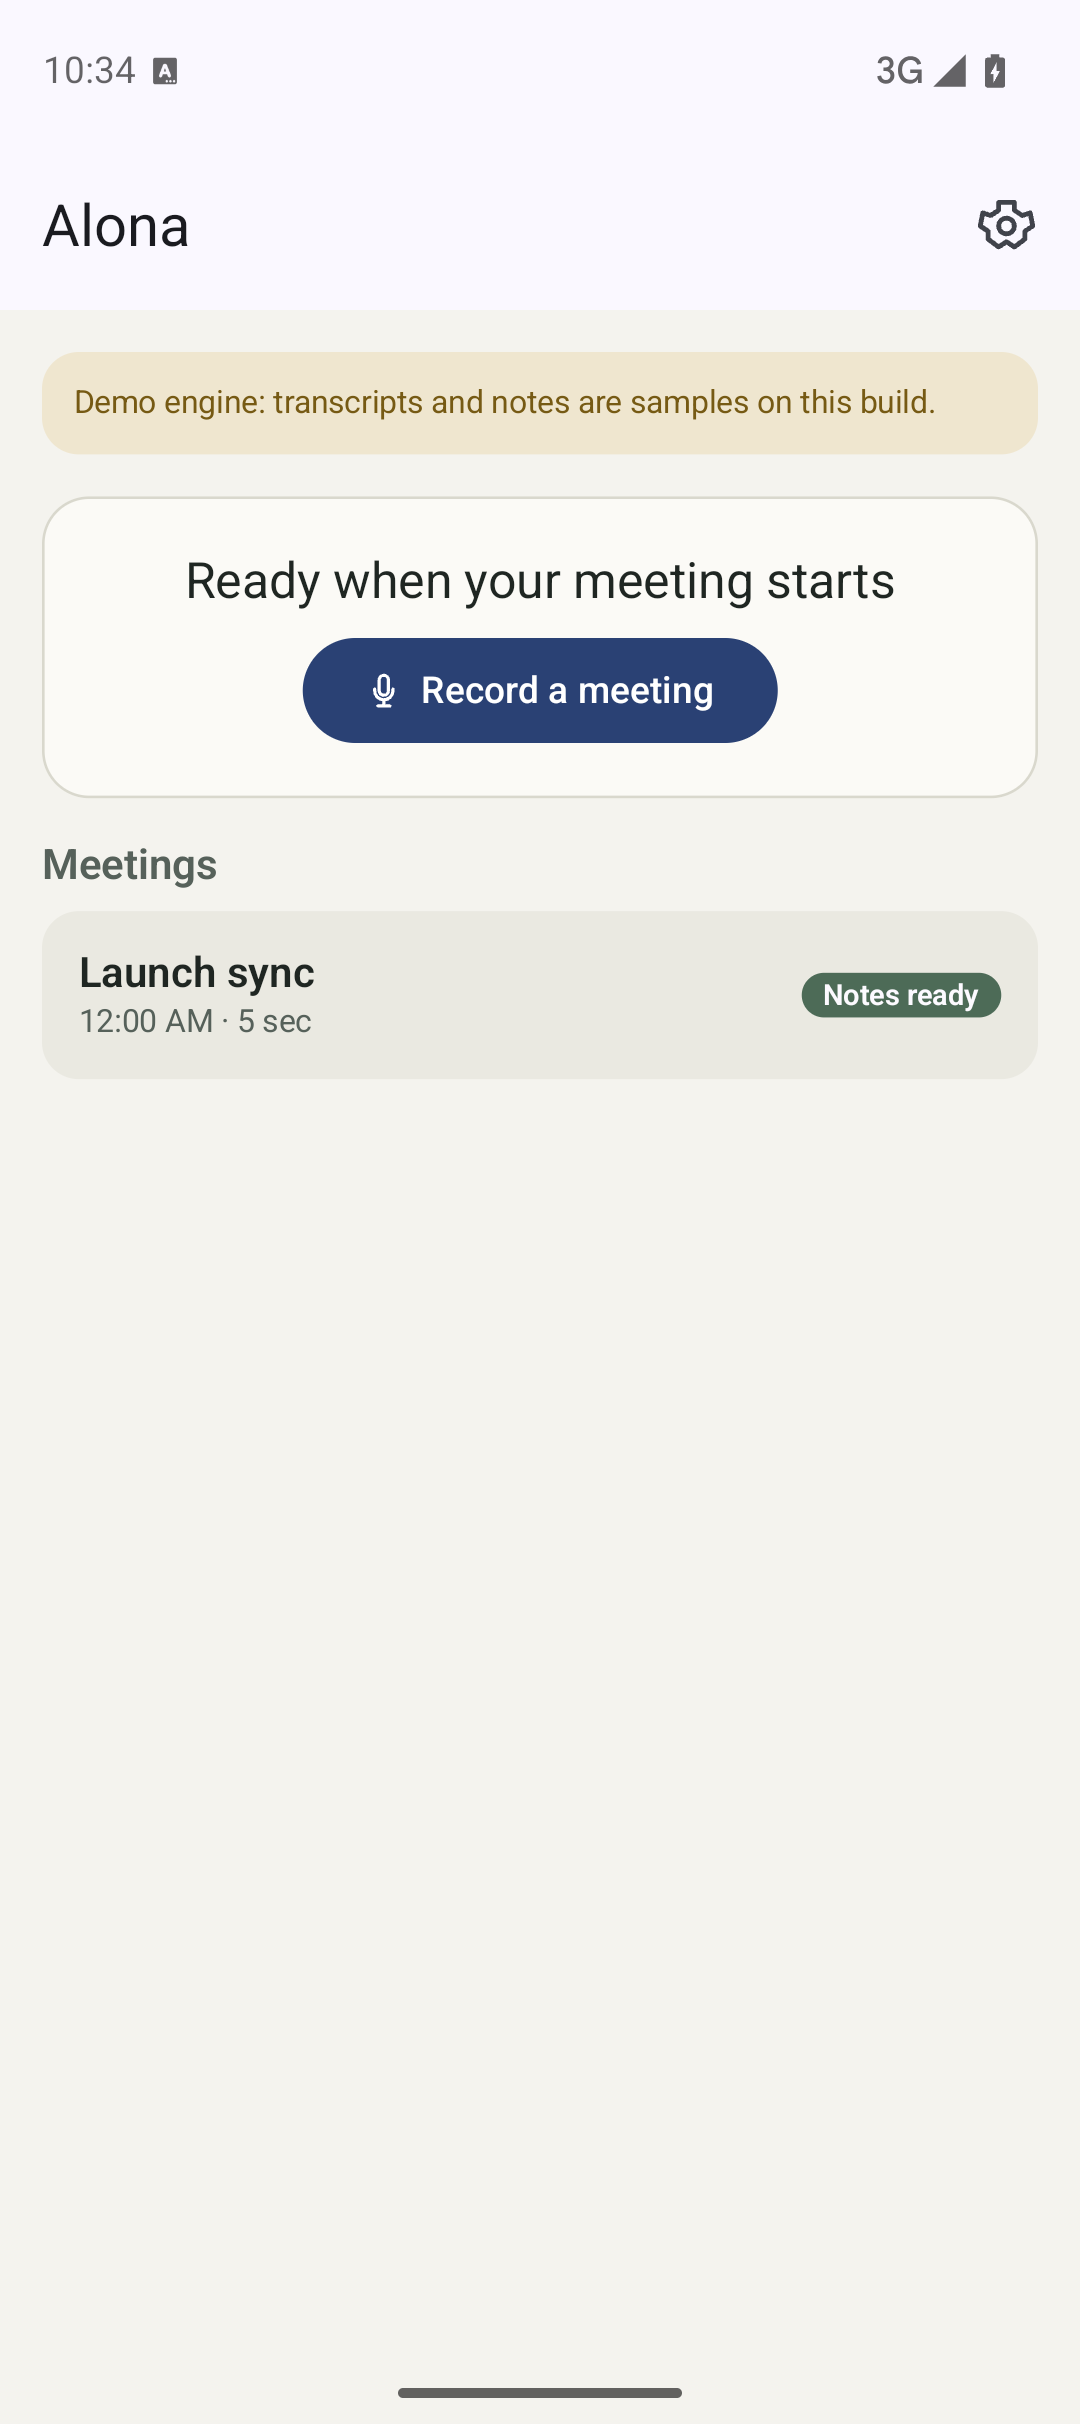 10:34
3G
Alona
Demo engine: transcripts and notes are samples on this build.
Ready when your meeting starts
Record a meeting
Meetings
Launch sync
12:00 AM · 5 sec
Notes ready